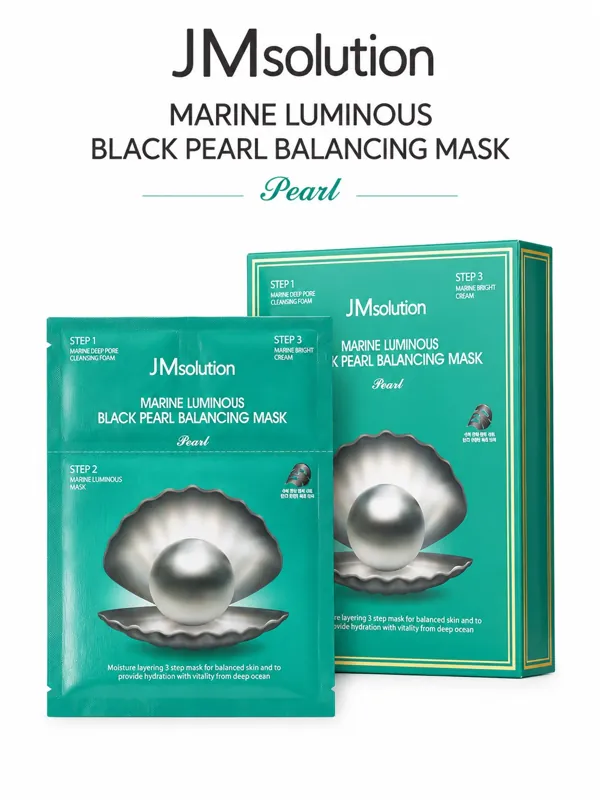 JMsolution
MARINE LUMINOUS
BLACK PEARL BALANCING MASK
Pearl
STEP 1
MARINE DEEP PORE
CLEANSING FOAM
STEP 3
MARINE BRIGHT
CREAM
JMsolution
MARINE LUMINOUS
BLACK PEARL BALANCING MASK
Pearl
STEP 2
MARINE LUMINOUS
MASK
Moisture layering 3 step mask for balanced skin and to
provide hydration with vitality from deep ocean
STEP 1
MARINE DEEP PORE
CLEANSING FOAM
STEP 3
MARINE BRIGHT
CREAM
JMsolution
MARINE LUMINOUS
K PEARL BALANCING MASK
Pearl
re layering 3 step mask for balanced skin and to
ovide hydration with vitality from deep ocean